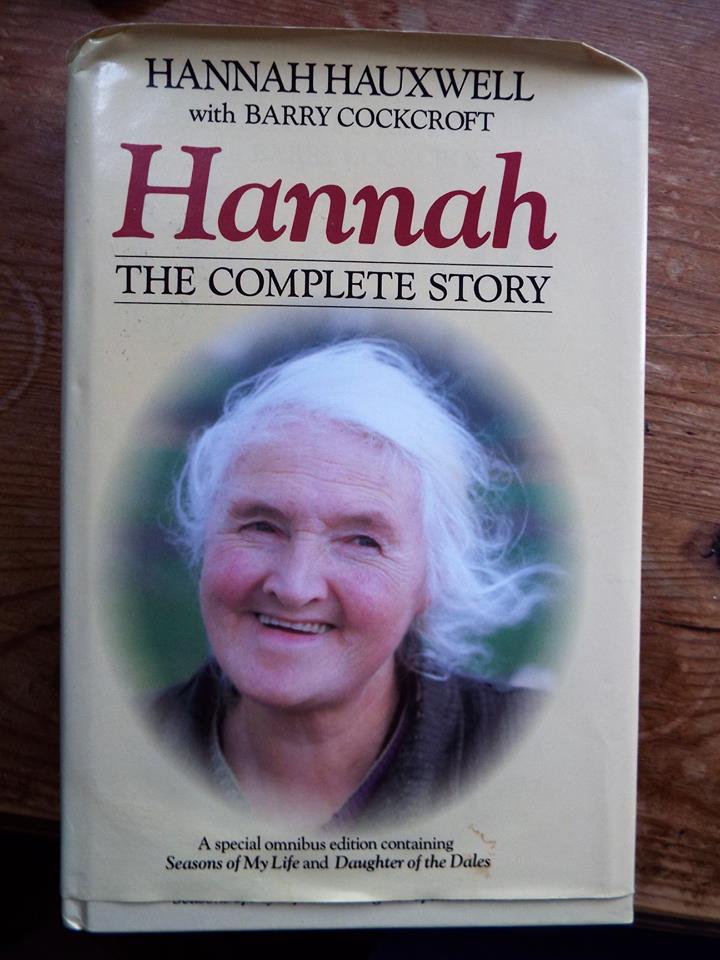 HANNAH HAUXWELL
with BARRY COCKCROFT
Hannah
THE COMPLETE STORY
A special omnibus edition containing
Seasons of My Life and Daughter of the Dales